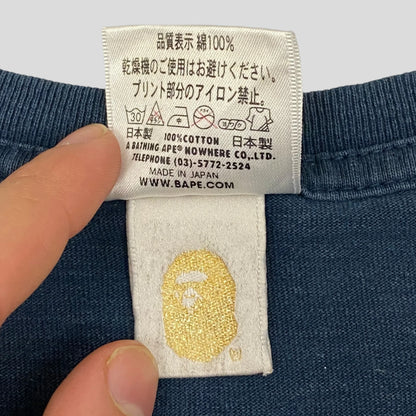 品質表示 綿100%
乾燥機のご使用はお避けください。
プリント部分のアイロン禁止。
30
日本製 100%COTTON 日本製
A BATHING APE® NOWHERE CO.,LTD.
TELEPHONE (03)-5772-2524
MADE IN JAPAN
WWW.BAPE.COM